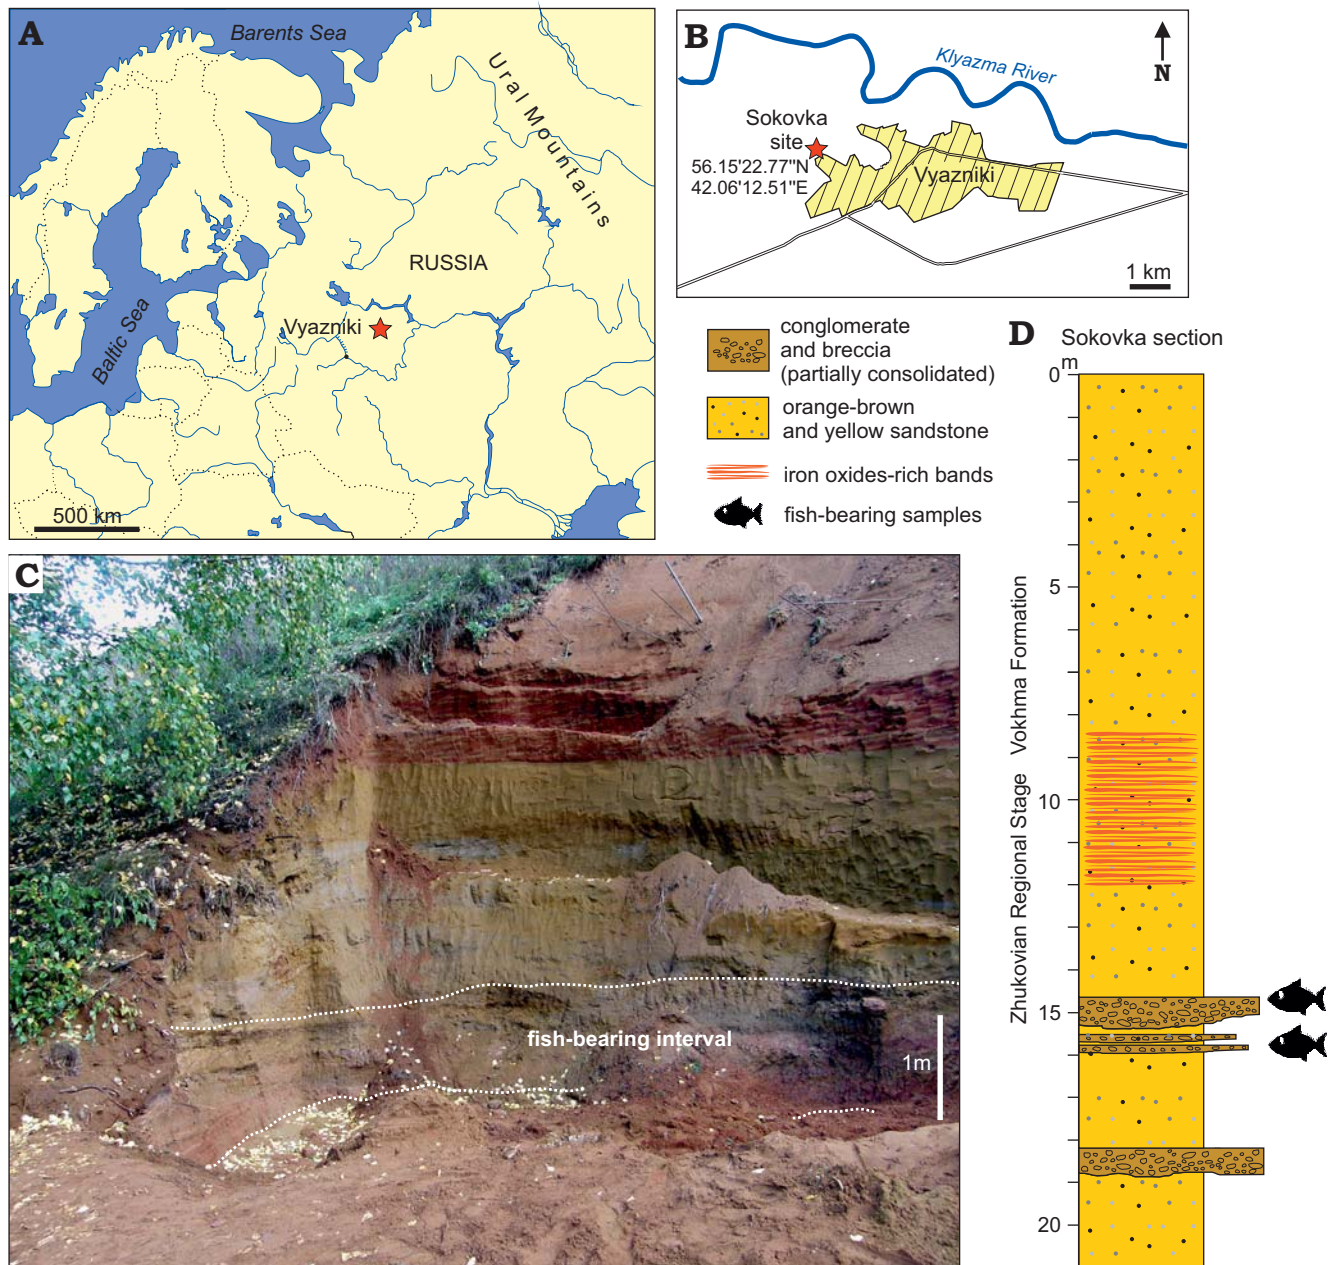 A
Barents Sea
Ural Mountains
RUSSIA
Vyazniki
Baltic Sea
500 km
B
N
Klyazma River
Sokovka
site
56.15'22.77"N
42.06'12.51"E
Vyazniki
1 km
conglomerate
and breccia
(partially consolidated)
orange-brown
and yellow sandstone
iron oxides-rich bands
fish-bearing samples
C
fish-bearing interval
1m
D
Sokovka section
m
0
5
10
15
20
Zhukovian Regional Stage
Vokhma Formation